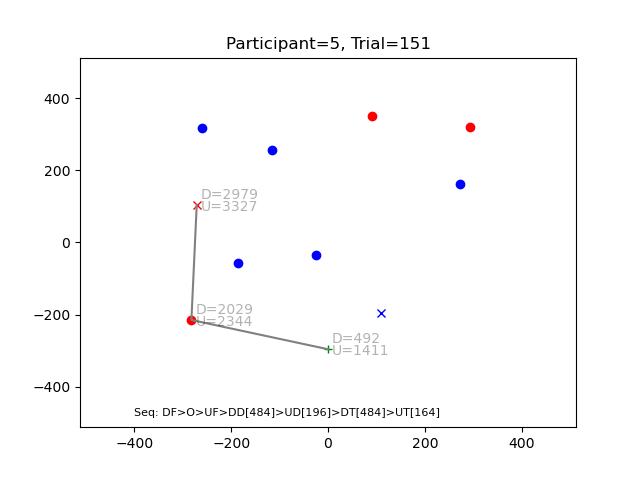 Participant=5, Trial=151
400
200
0
−200
−400
D=2979
U=3327
D=2029
U=2344
D=492
U=1411
Seq: DF>O>UF>DD[484]>UD[196]>DT[484]>UT[164]
−400
−200
0
200
400